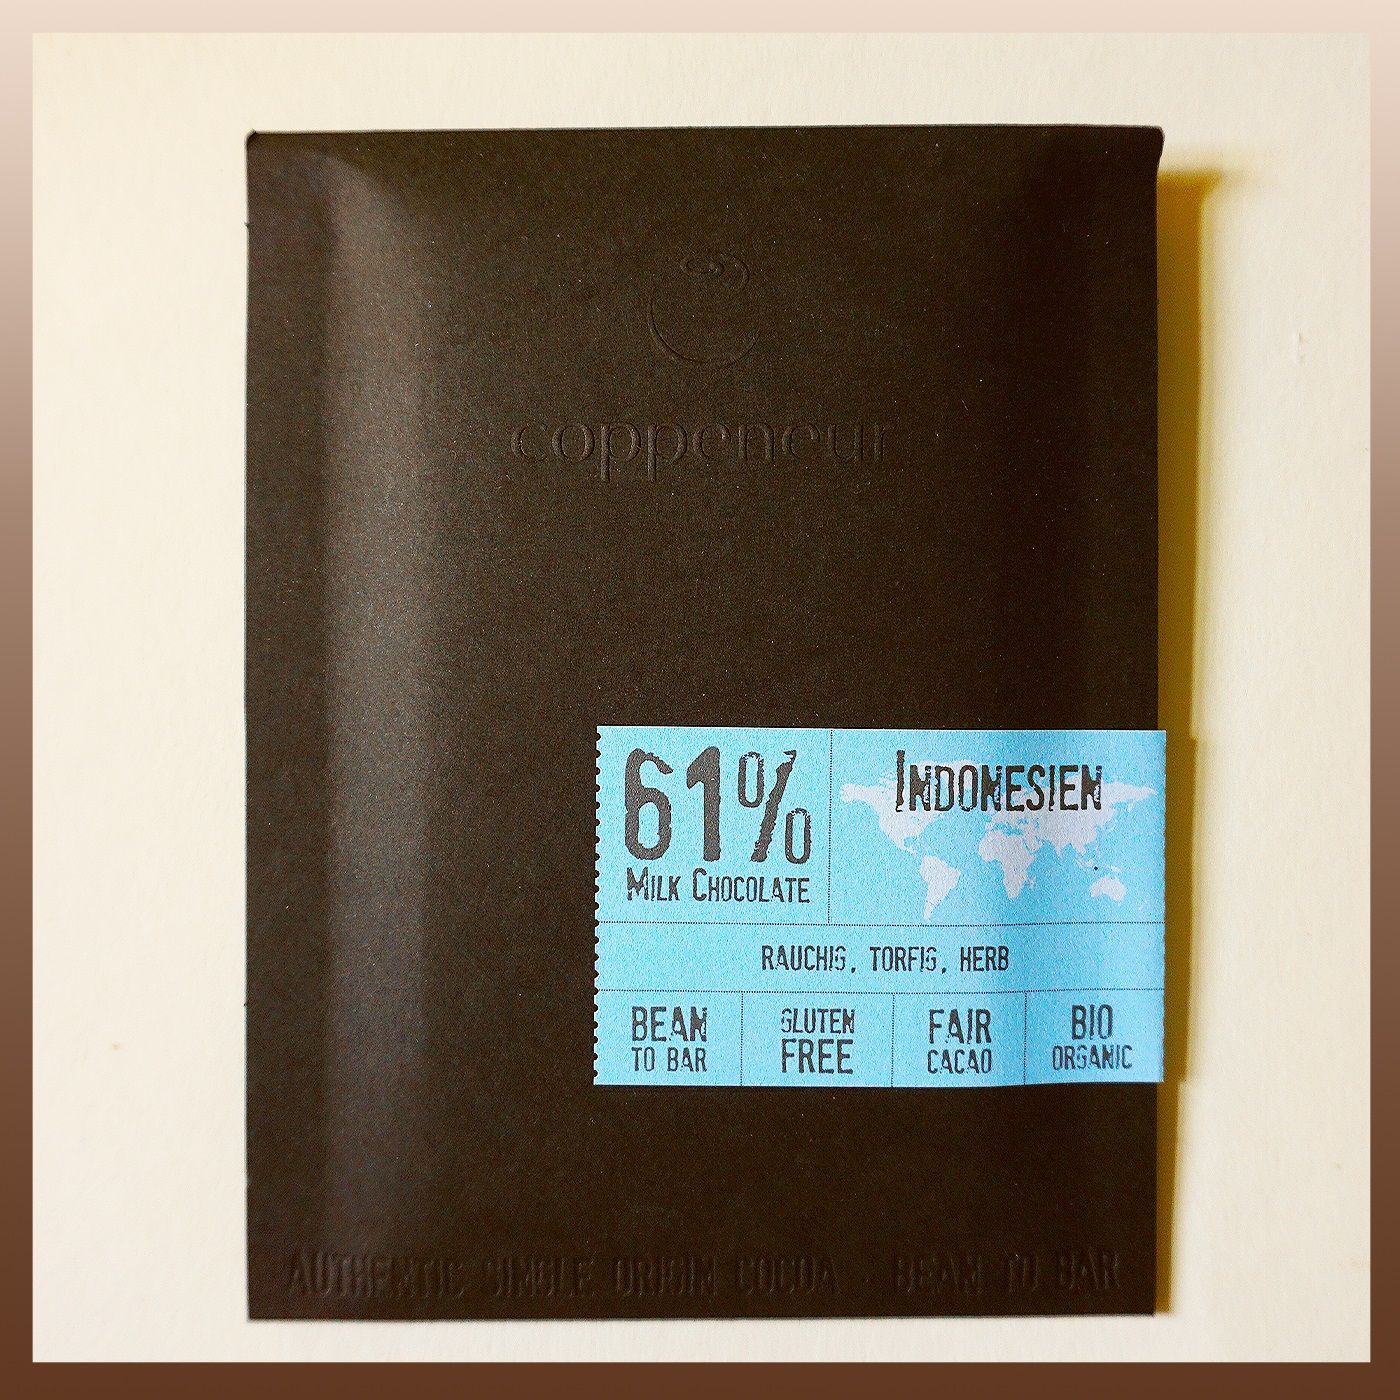 coppeneur
61%
MILK CHOCOLATE
INDONESIEN
RAUCHIG, TORFIG, HERB
BEAN
TO BAR
GLUTEN
FREE
FAIR
CACAO
BIO
ORGANIC
AUTHENTIC SINGLE ORIGIN COCOA · BEAN TO BAR